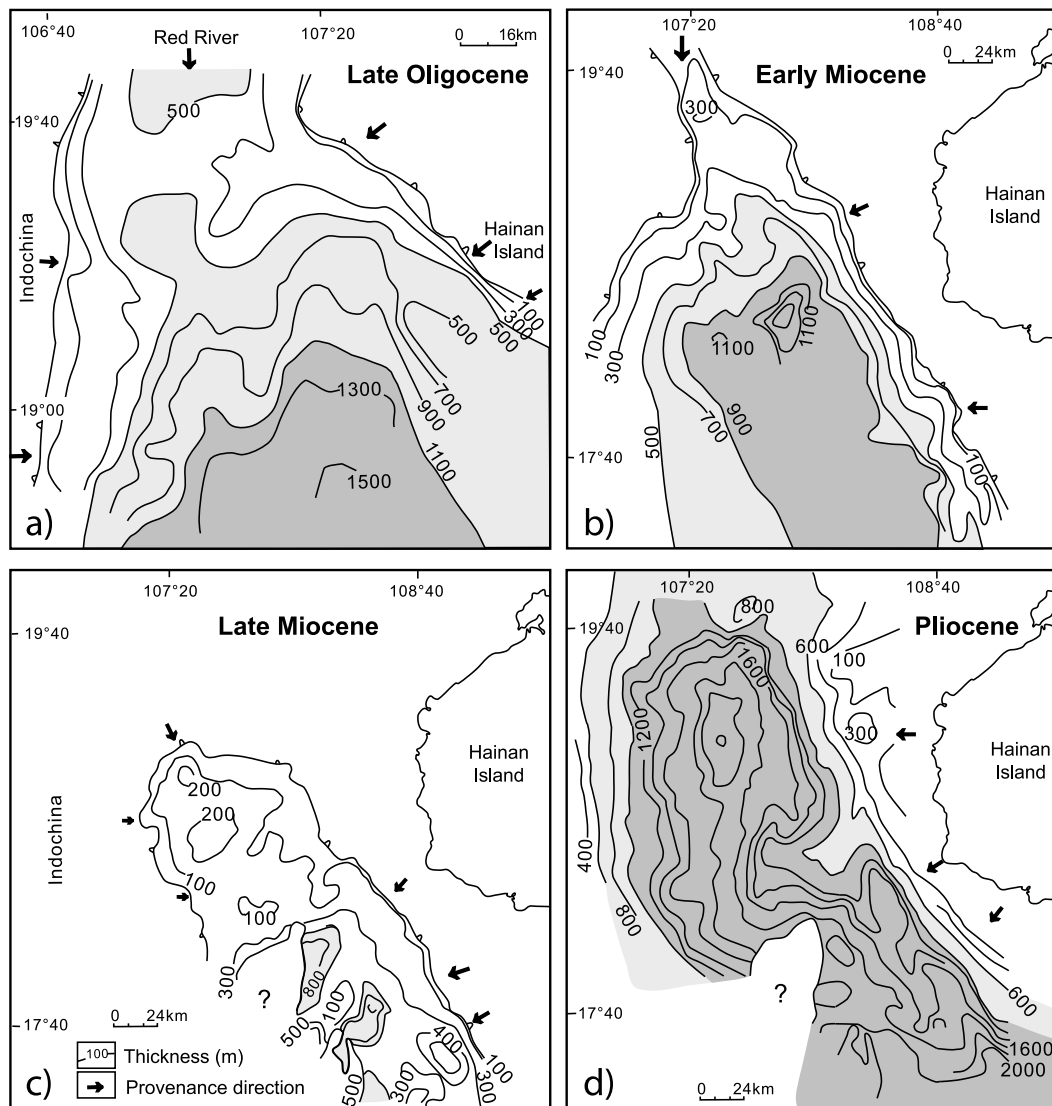 106°40
107°20
Red River
0 16km
Late Oligocene
500
19°40
Indochina
Hainan
Island
100
300
500
500
700
900
1100
1300
1500
19°00
a)
107°20
108°40
0 24km
19°40
Early Miocene
300
Hainan
Island
1100
1100
100
300
500
700
900
100
17°40
b)
107°20
108°40
19°40
Late Miocene
Hainan
Island
Indochina
200
200
100
100
300
800
?
100
500
400
100
300
300
500
17°40
0 24km
100 Thickness (m)
Provenance direction
c)
107°20
108°40
19°40
Pliocene
800
600
100
1600
300
1200
Hainan
Island
400
800
?
600
17°40
1600
2000
0 24km
d)